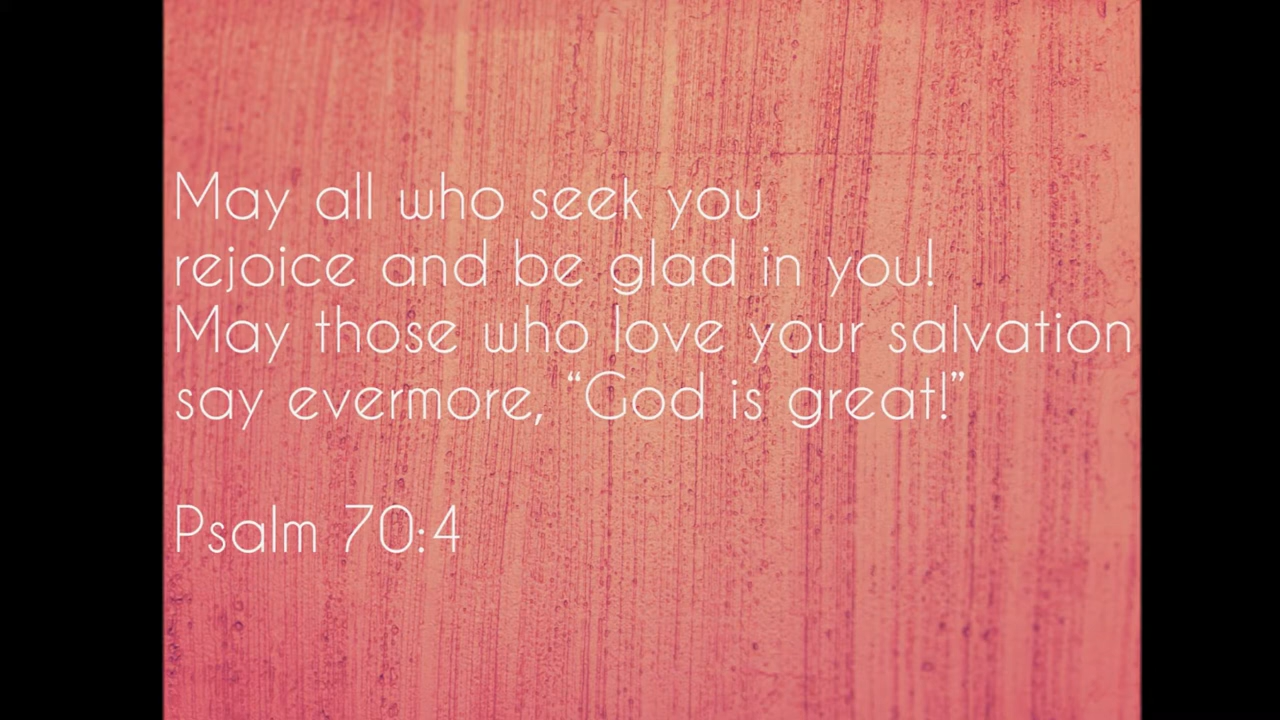 May all who seek you
rejoice and be glad in you!
May those who love your salvation
say evermore, “God is great!”
Psalm 70:4